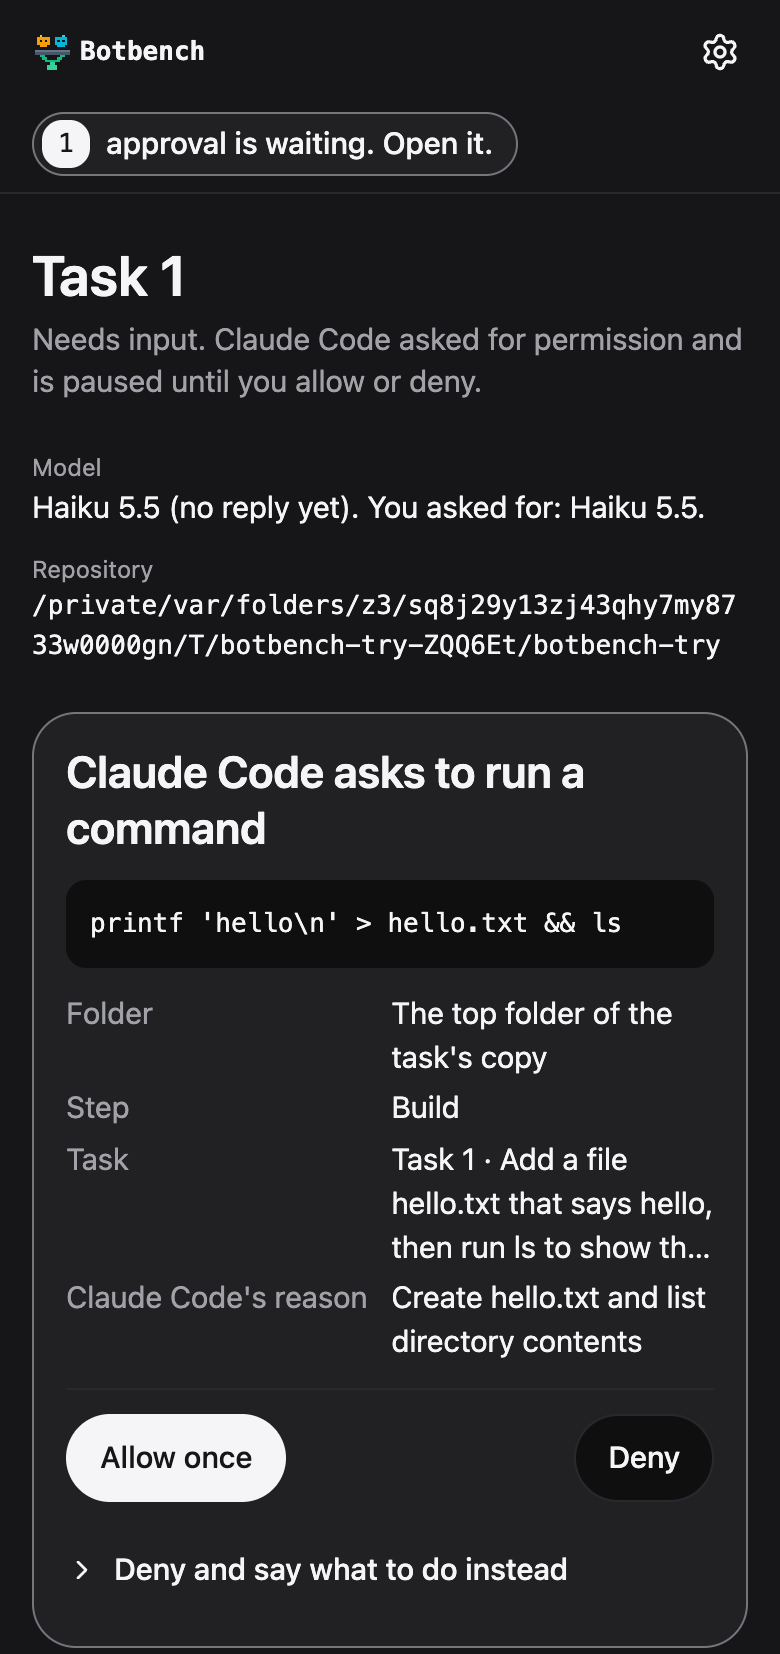 Botbench
1 approval is waiting. Open it.
Task 1
Needs input. Claude Code asked for permission and
is paused until you allow or deny.
Model
Haiku 5.5 (no reply yet). You asked for: Haiku 5.5.
Repository
/private/var/folders/z3/sq8j29y13zj43qhy7my87
33w0000gn/T/botbench-try-ZQQ6Et/botbench-try
Claude Code asks to run a
command
printf 'hello\n' > hello.txt && ls
Folder The top folder of the
task's copy
Step Build
Task Task 1 · Add a file
hello.txt that says hello,
then run ls to show th...
Claude Code's reason Create hello.txt and list
directory contents
Allow once Deny
Deny and say what to do instead